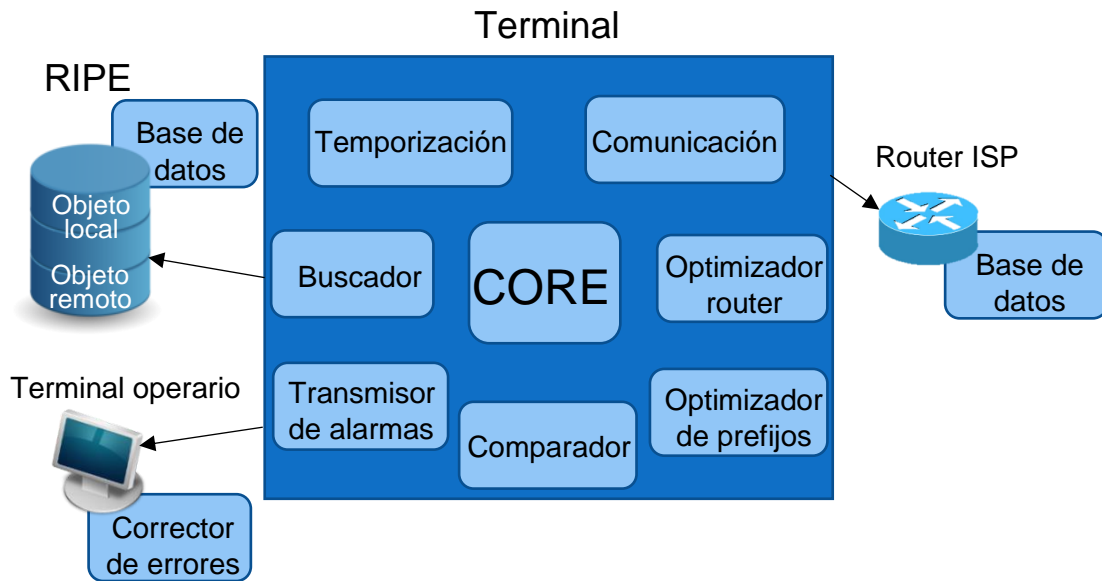 Terminal
RIPE
Base de
datos
Objeto
local
Objeto
remoto
Temporización
Comunicación
Router ISP
Base de
datos
Buscador
CORE
Optimizador
router
Terminal operario
Transmisor
de alarmas
Comparador
Optimizador
de prefijos
Corrector
de errores